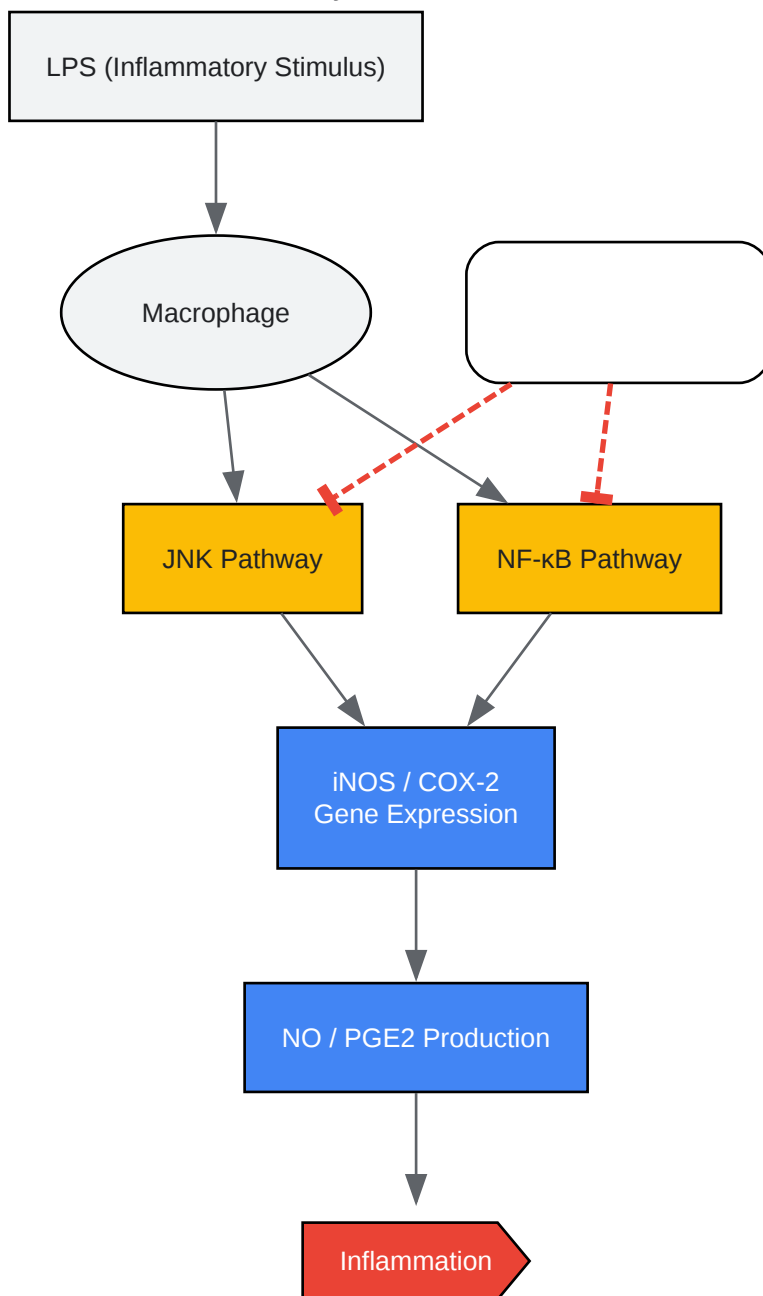 LPS (Inflammatory Stimulus)
Macrophage
JNK Pathway
NF-κB Pathway
iNOS / COX-2
Gene Expression
NO / PGE2 Production
Inflammation